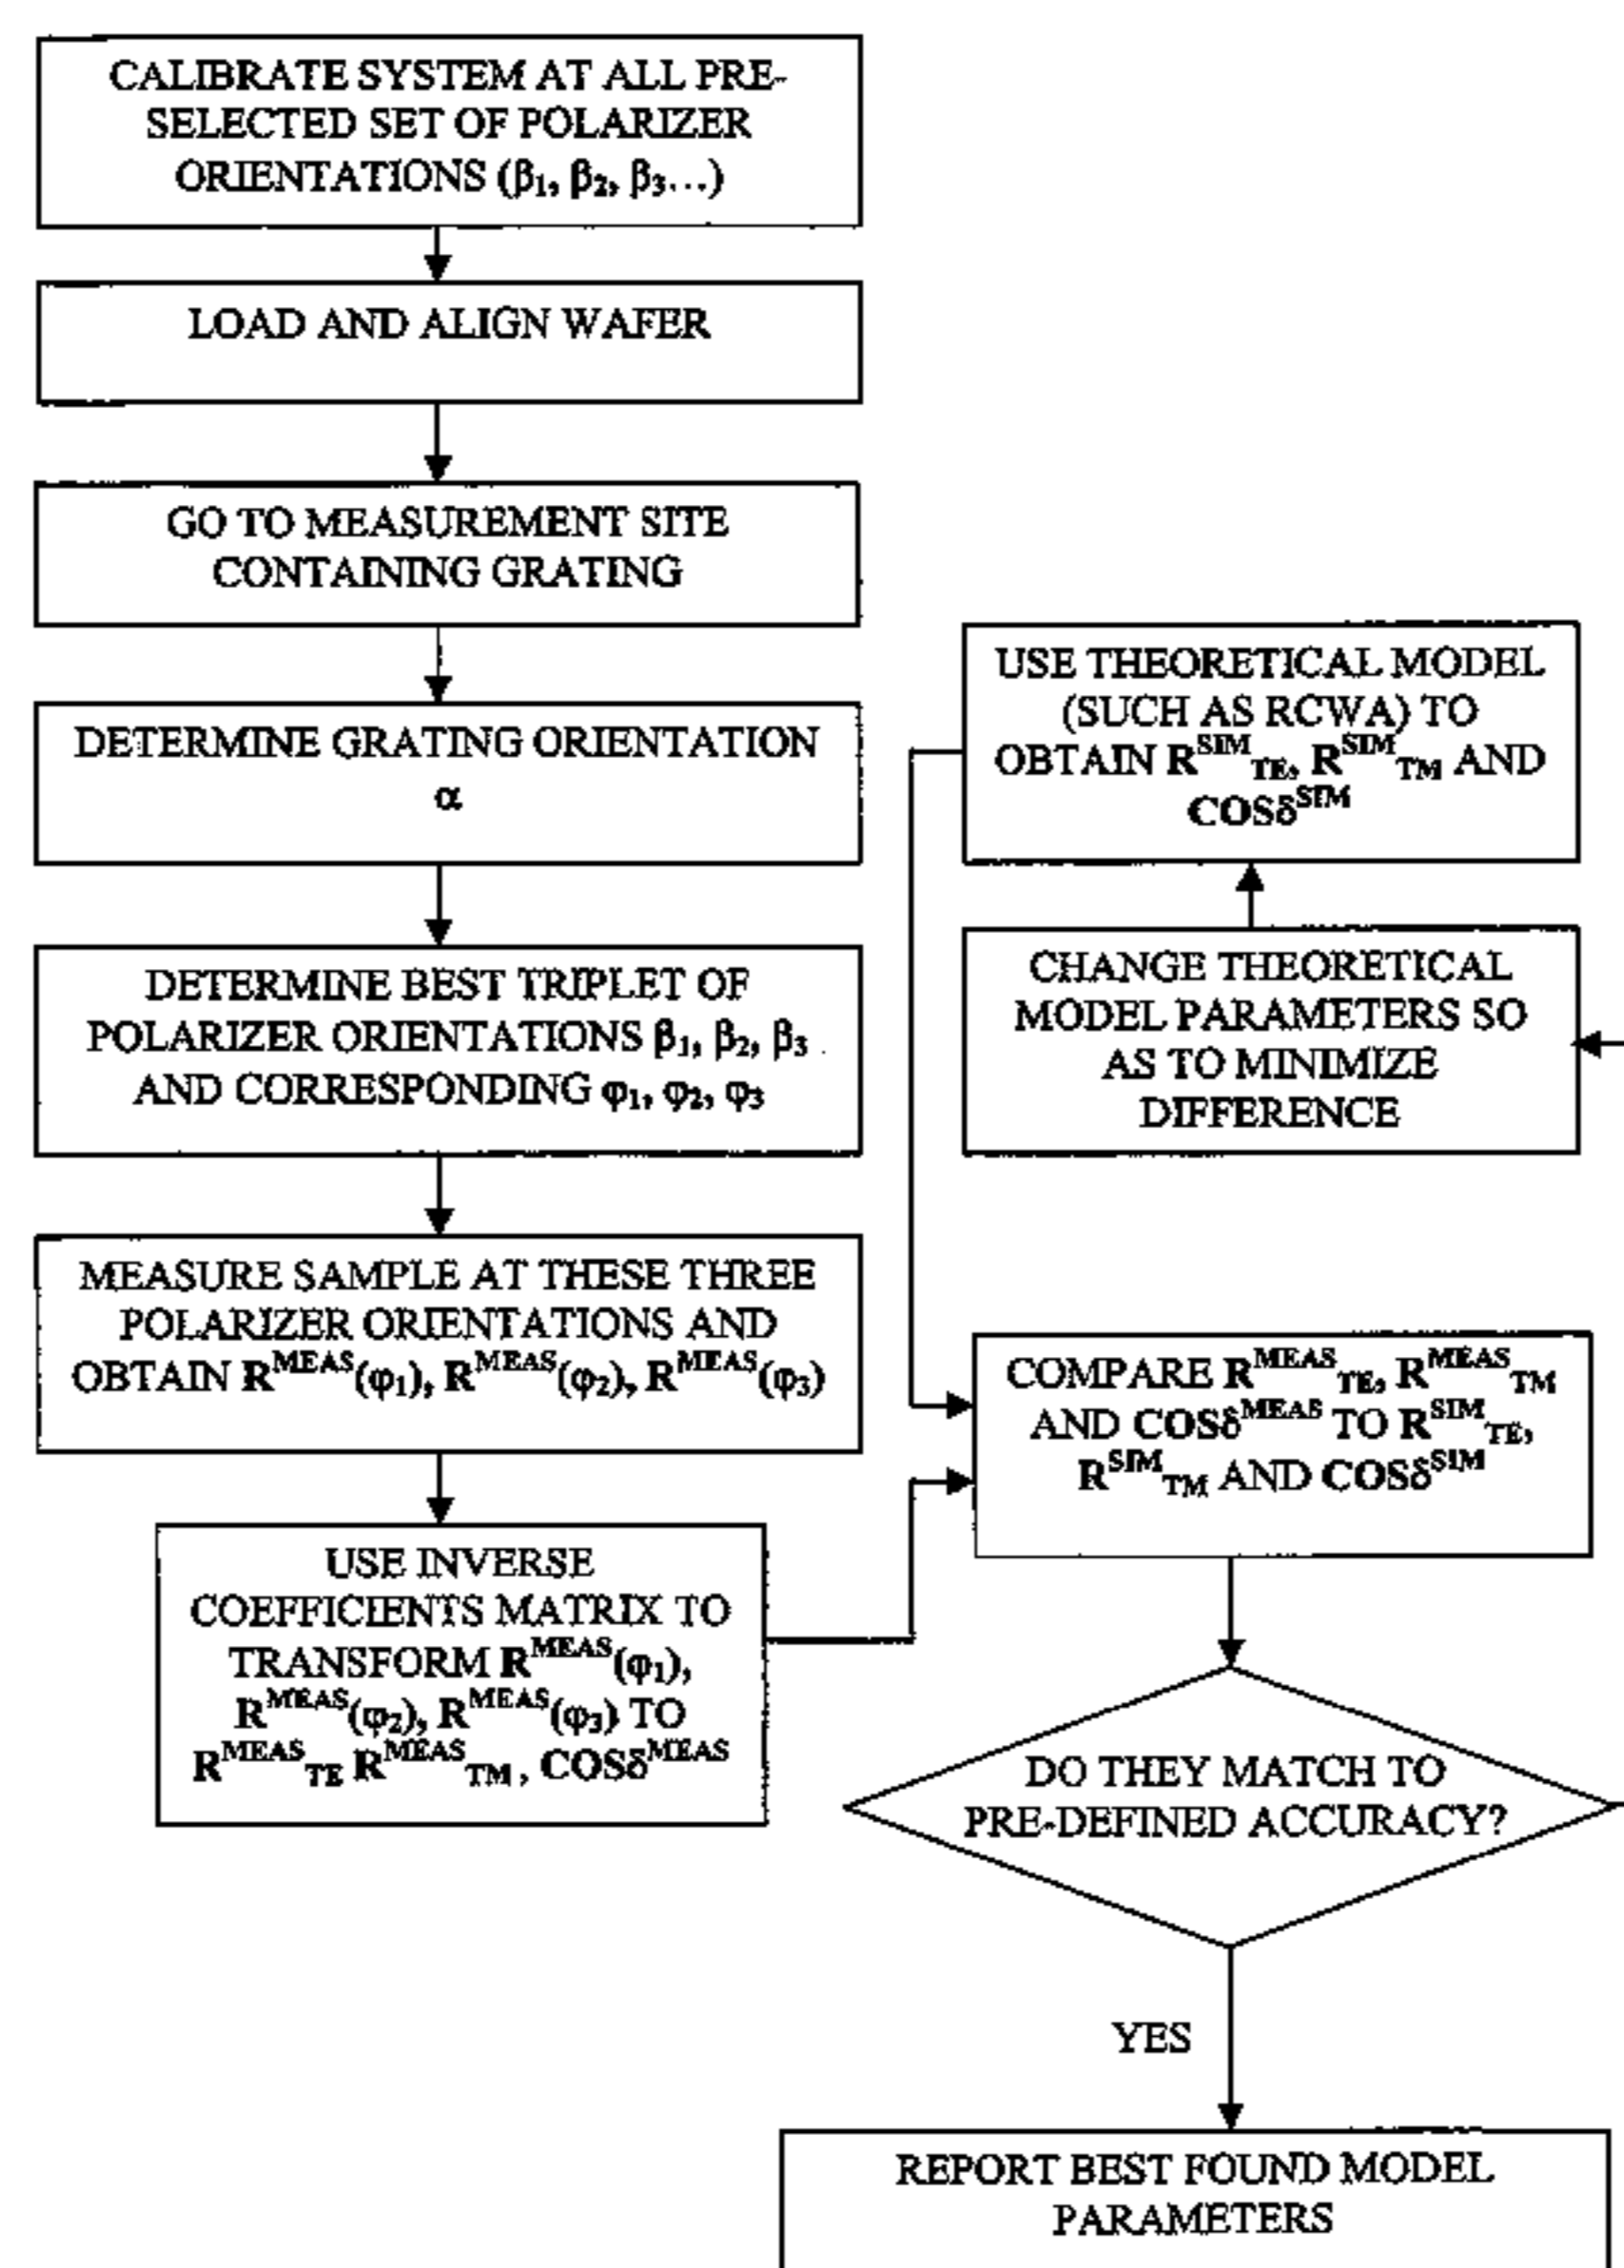 CALIBRATE SYSTEM AT ALL PRE-
SELECTED SET OF POLARIZER
ORIENTATIONS (β₁, β₂, β₃...)
LOAD AND ALIGN WAFER
GO TO MEASUREMENT SITE
CONTAINING GRATING
DETERMINE GRATING ORIENTATION
α
DETERMINE BEST TRIPLET OF
POLARIZER ORIENTATIONS β₁, β₂, β₃
AND CORRESPONDING φ₁, φ₂, φ₃
MEASURE SAMPLE AT THESE THREE
POLARIZER ORIENTATIONS AND
OBTAIN R^MEAS(φ₁), R^MEAS(φ₂), R^MEAS(φ₃)
USE INVERSE
COEFFICIENTS MATRIX TO
TRANSFORM R^MEAS(φ₁),
R^MEAS(φ₂), R^MEAS(φ₃) TO
R^MEAS_TE R^MEAS_TM, COSδ^MEAS
USE THEORETICAL MODEL
(SUCH AS RCWA) TO
OBTAIN R^SIM_TE, R^SIM_TM AND
COSδ^SIM
CHANGE THEORETICAL
MODEL PARAMETERS SO
AS TO MINIMIZE
DIFFERENCE
COMPARE R^MEAS_TE, R^MEAS_TM
AND COSδ^MEAS TO R^SIM_TE,
R^SIM_TM AND COSδ^SIM
DO THEY MATCH TO
PRE-DEFINED ACCURACY?
YES
REPORT BEST FOUND MODEL
PARAMETERS